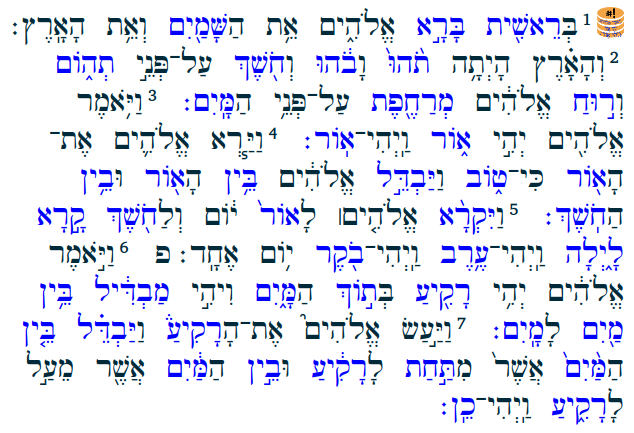 1 בְּרֵאשִׁ֖ית בָּרָ֣א אֱלֹהִ֑ים אֵ֥ת הַשָּׁמַ֖יִם וְאֵ֥ת הָאָֽרֶץ׃
2 וְהָאָ֗רֶץ הָיְתָ֥ה תֹ֙הוּ֙ וָבֹ֔הוּ וְחֹ֖שֶׁךְ עַל־פְּנֵ֣י תְה֑וֹם
וְר֣וּחַ אֱלֹהִ֔ים מְרַחֶ֖פֶת עַל־פְּנֵ֥י הַמָּֽיִם׃ 3 וַיֹּ֥אמֶר
אֱלֹהִ֖ים יְהִ֣י א֑וֹר וַֽיְהִי־אֽוֹר׃ 4 וַיַּ֧רְא אֱלֹהִ֛ים אֶת־
הָא֖וֹר כִּי־ט֑וֹב וַיַּבְדֵּ֣ל אֱלֹהִ֔ים בֵּ֥ין הָא֖וֹר וּבֵ֥ין
הַחֹֽשֶׁךְ׃ 5 וַיִּקְרָ֨א אֱלֹהִ֤ים׀ לָאוֹר֙ י֔וֹם וְלַחֹ֖שֶׁךְ קָ֣רָא
לָ֑יְלָה וַֽיְהִי־עֶ֥רֶב וַֽיְהִי־בֹ֖קֶר י֥וֹם אֶחָֽד׃ פ 6 וַיֹּ֣אמֶר
אֱלֹהִ֔ים יְהִ֥י רָקִ֖יעַ בְּת֣וֹךְ הַמָּ֑יִם וִיהִ֣י מַבְדִּ֔יל בֵּ֥ין
מַ֖יִם לָמָֽיִם׃ 7 וַיַּ֣עַשׂ אֱלֹהִים֮ אֶת־הָרָקִיעַ֒ וַיַּבְדֵּ֗ל בֵּ֤ין
הַמַּ֙יִם֙ אֲשֶׁר֙ מִתַּ֣חַת לָרָקִ֔יעַ וּבֵ֣ין הַמַּ֔יִם אֲשֶׁ֖ר מֵעַ֣ל
לָרָקִ֑יעַ וַֽיְהִי־כֵֽן׃